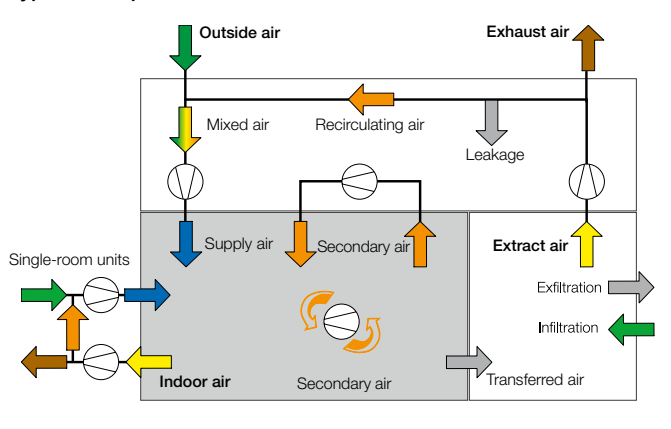 Outside air
Exhaust air
Mixed air
Recirculating air
Leakage
Supply air
Secondary air
Extract air
Single-room units
Exfiltration
Infiltration
Indoor air
Secondary air
Transferred air